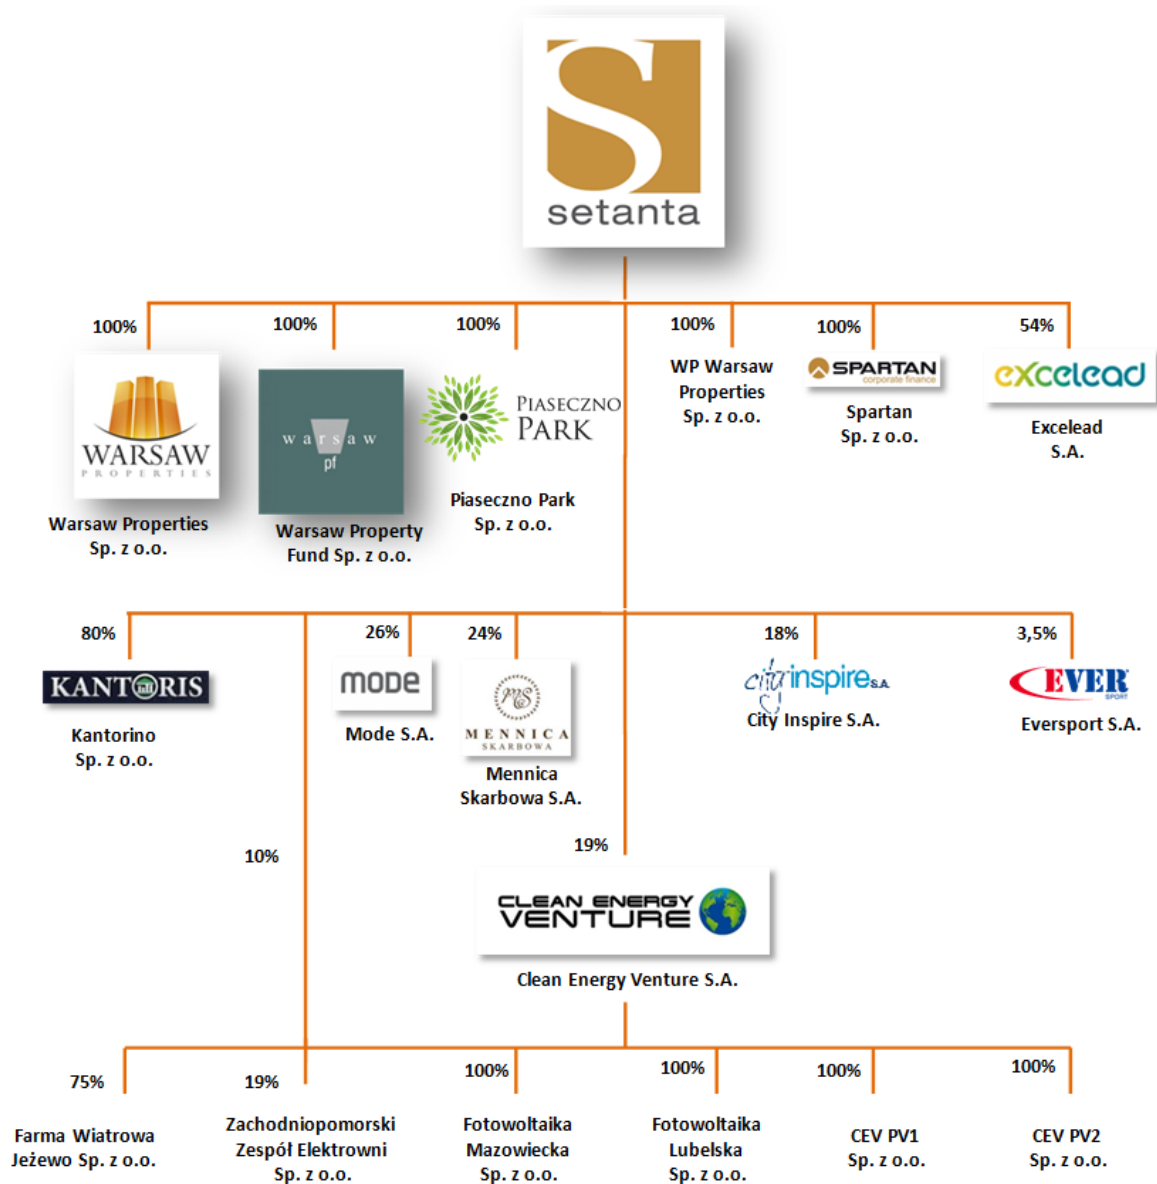 S
setanta
100%
100%
100%
100%
100%
54%
WARSAW
PROPERTIES
Warsaw Properties
Sp. z o.o.
warsaw
pf
Warsaw Property
Fund Sp. z o.o.
PIASECZNO
PARK
Piaseczno Park
Sp. z o.o.
WP Warsaw
Properties
Sp. z o.o.
SPARTAN
corporate finance
Spartan
Sp. z o.o.
excelead
Excelead
S.A.
80%
26%
24%
18%
3,5%
KANTORIS
Kantorino
Sp. z o.o.
MODE
Mode S.A.
MS
MENNICA
SKARBOWA
Mennica
Skarbowa S.A.
city inspire S.A.
City Inspire S.A.
EVER
SPORT
Eversport S.A.
10%
19%
CLEAN ENERGY
VENTURE
Clean Energy Venture S.A.
75%
19%
100%
100%
100%
100%
Farma Wiatrowa
Jeżewo Sp. z o.o.
Zachodniopomorski
Zespół Elektrowni
Sp. z o.o.
Fotowoltaika
Mazowiecka
Sp. z o.o.
Fotowoltaika
Lubelska
Sp. z o.o.
CEV PV1
Sp. z o.o.
CEV PV2
Sp. z o.o.